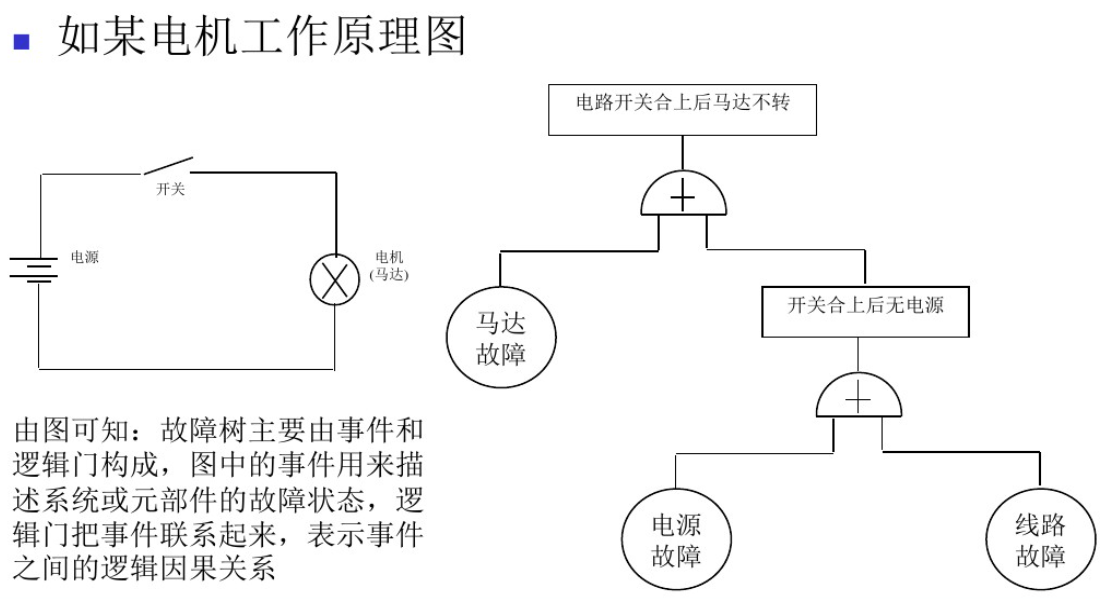 如某电机工作原理图
开关
电源
电机
(马达)
由图可知：故障树主要由事件和
逻辑门构成，图中的事件用来描
述系统或元部件的故障状态，逻
辑门把事件联系起来，表示事件
之间的逻辑因果关系
电路开关合上后马达不转
+
马达
故障
开关合上后无电源
+
电源
故障
线路
故障